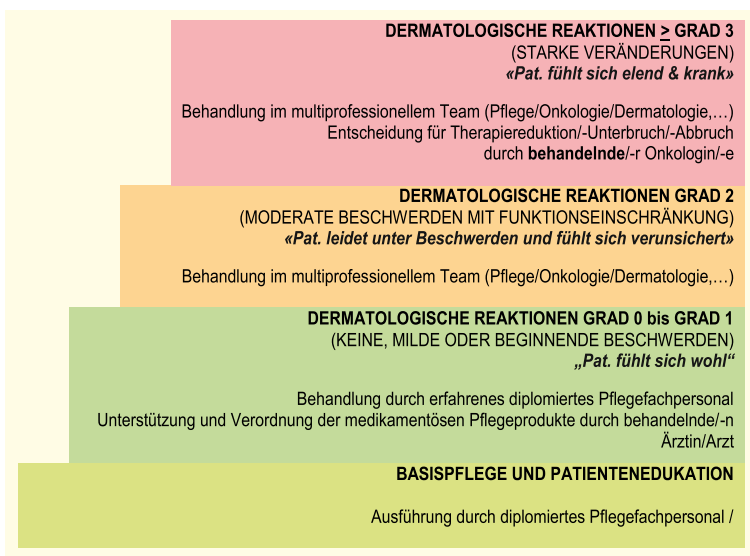 DERMATOLOGISCHE REAKTIONEN > GRAD 3
(STARKE VERÄNDERUNGEN)
«Pat. fühlt sich elend & krank»
Behandlung im multiprofessionellem Team (Pflege/Onkologie/Dermatologie,…)
Entscheidung für Therapiereduktion/-Unterbruch/-Abbruch
durch behandelnde/-r Onkologin/-e
DERMATOLOGISCHE REAKTIONEN GRAD 2
(MODERATE BESCHWERDEN MIT FUNKTIONSEINSCHRÄNKUNG)
«Pat. leidet unter Beschwerden und fühlt sich verunsichert»
Behandlung im multiprofessionellem Team (Pflege/Onkologie/Dermatologie,…)
DERMATOLOGISCHE REAKTIONEN GRAD 0 bis GRAD 1
(KEINE, MILDE ODER BEGINNENDE BESCHWERDEN)
„Pat. fühlt sich wohl“
Behandlung durch erfahrenes diplomiertes Pflegefachpersonal
Unterstützung und Verordnung der medikamentösen Pflegeprodukte durch behandelnde/-n
Ärztin/Arzt
BASISPFLEGE UND PATIENTENEDUKATION
Ausführung durch diplomiertes Pflegefachpersonal /